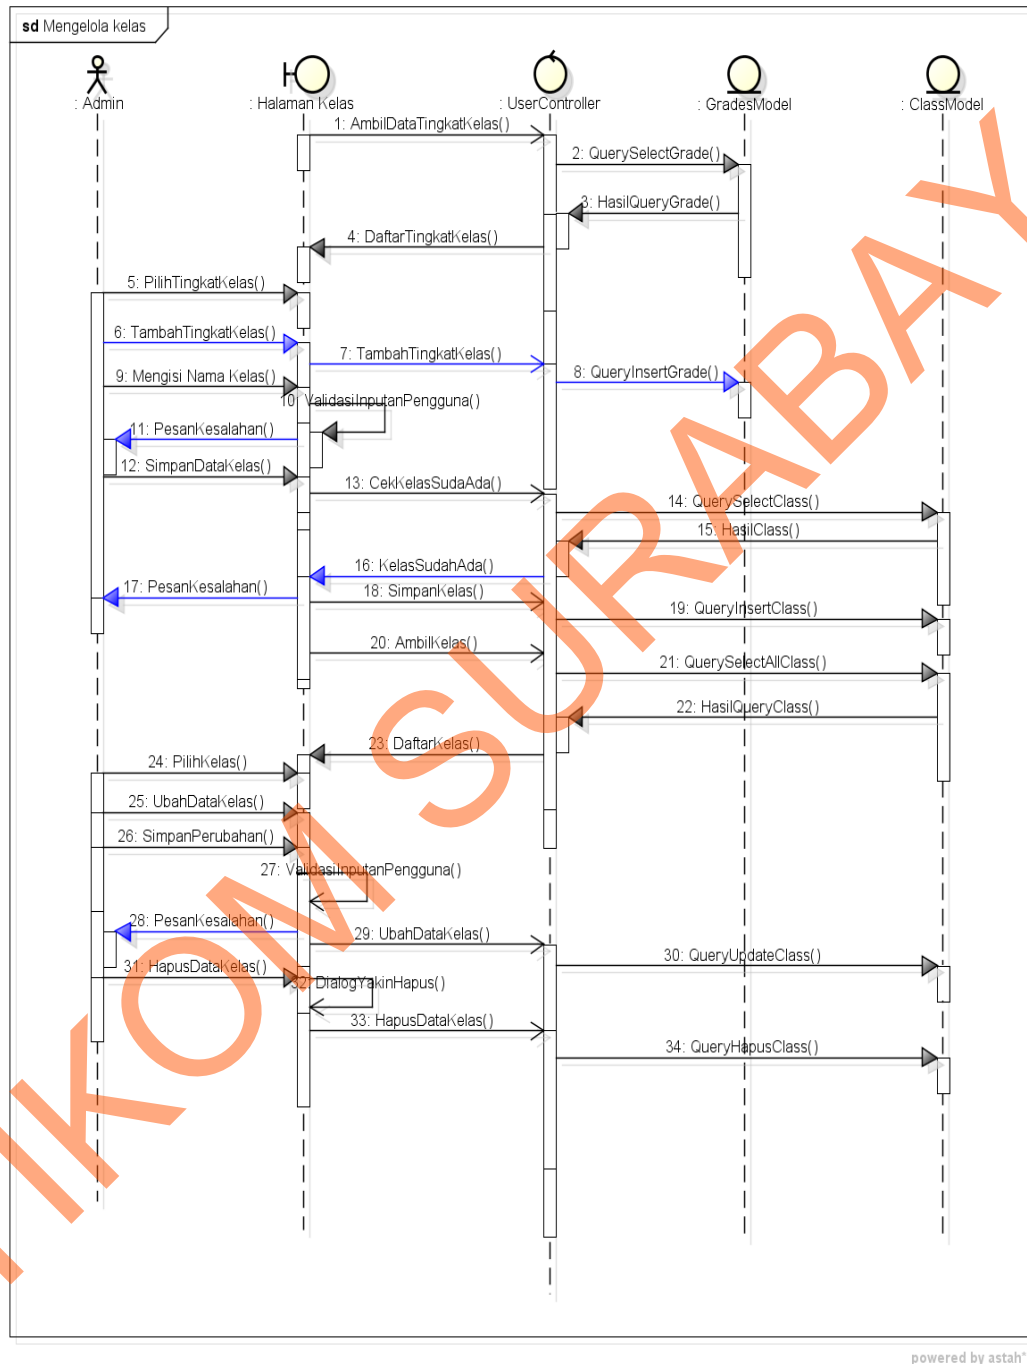 sd Mengelola kelas
: Admin
: Halaman Kelas
: UserController
: GradesModel
: ClassModel
1: AmbilDataTingkatKelas()
2: QuerySelectGrade()
3: HasilQueryGrade()
4: DaftarTingkatKelas()
5: PilihTingkatKelas()
6: TambahTingkatKelas()
7: TambahTingkatKelas()
8: QueryInsertGrade()
9: Mengisi Nama Kelas()
10: ValidasiInputanPengguna()
11: PesanKesalahan()
12: SimpanDataKelas()
13: CekKelasSudaAda()
14: QuerySelectClass()
15: HasilClass()
16: KelasSudahAda()
17: PesanKesalahan()
18: SimpanKelas()
19: QueryInsertClass()
20: AmbilKelas()
21: QuerySelectAllClass()
22: HasilQueryClass()
23: DaftarKelas()
24: PilihKelas()
25: UbahDataKelas()
26: SimpanPerubahan()
27: ValidasiInputanPengguna()
28: PesanKesalahan()
29: UbahDataKelas()
30: QueryUpdateClass()
31: HapusDataKelas()
32: DialogYakinHapus()
33: HapusDataKelas()
34: QueryHapusClass()
IKOM SURABAY
powered by astah*